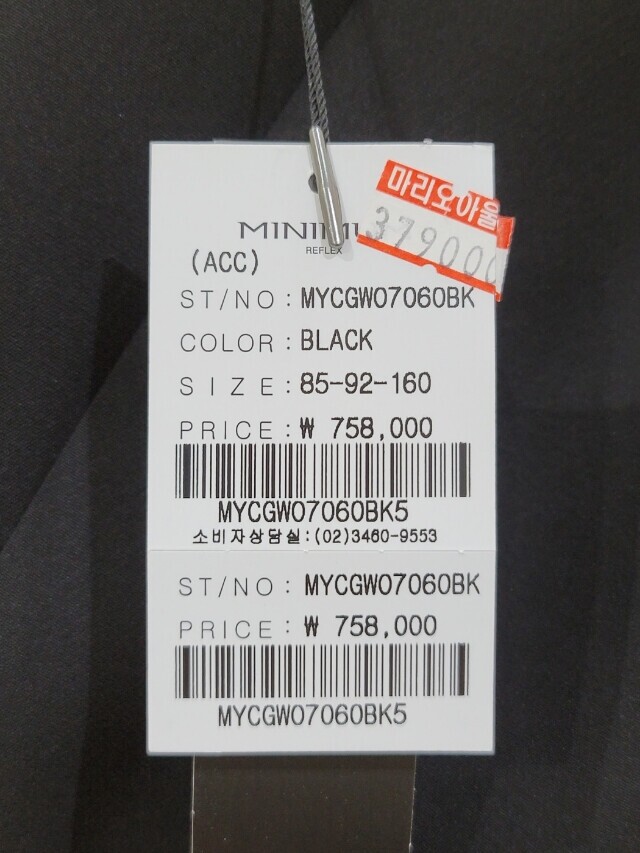 마리오아울
379000
MINIMU
REFLEX
(ACC)
ST/NO : MYCGW07060BK
COLOR : BLACK
SIZE : 85-92-160
PRICE : ₩ 758,000
MYCGW07060BK5
소비자상담실:(02)3460-9553
ST/NO : MYCGW07060BK
PRICE : ₩ 758,000
MYCGW07060BK5